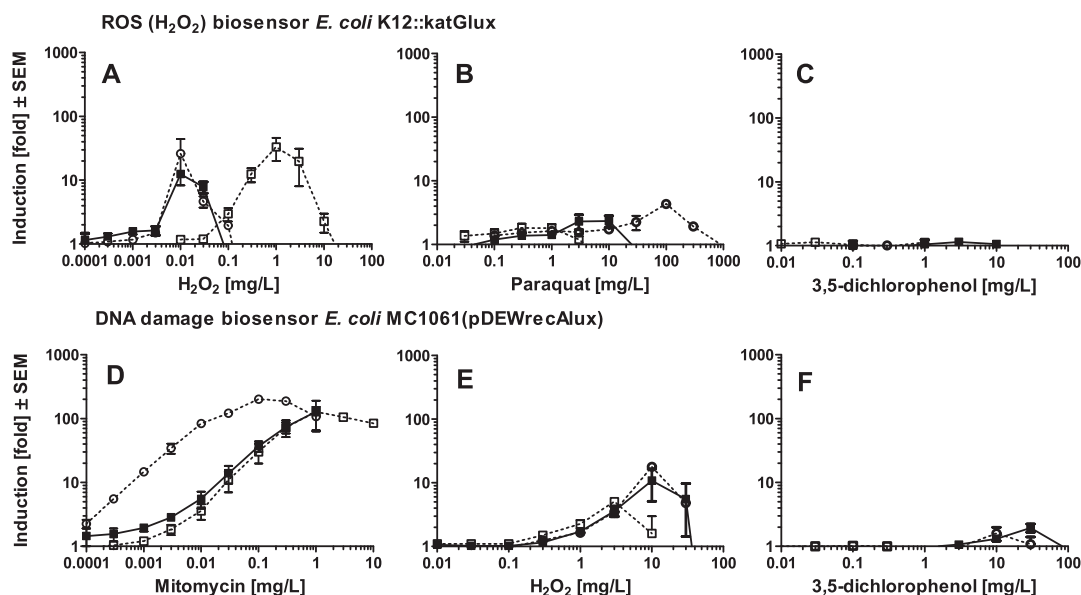 ROS (H₂O₂) biosensor E. coli K12::katGlux
Induction [fold] ± SEM
1000
100
10
1
A
0.0001 0.001 0.01 0.1 1 10 100
H₂O₂ [mg/L]
1000
100
10
1
B
0.01 0.1 1 10 100 1000
Paraquat [mg/L]
1000
100
10
1
C
0.01 0.1 1 10 100
3,5-dichlorophenol [mg/L]
DNA damage biosensor E. coli MC1061(pDEWrecAlux)
Induction [fold] ± SEM
1000
100
10
1
D
0.0001 0.001 0.01 0.1 1 10
Mitomycin [mg/L]
1000
100
10
1
E
0.01 0.1 1 10 100
H₂O₂ [mg/L]
1000
100
10
1
F
0.01 0.1 1 10 100
3,5-dichlorophenol [mg/L]